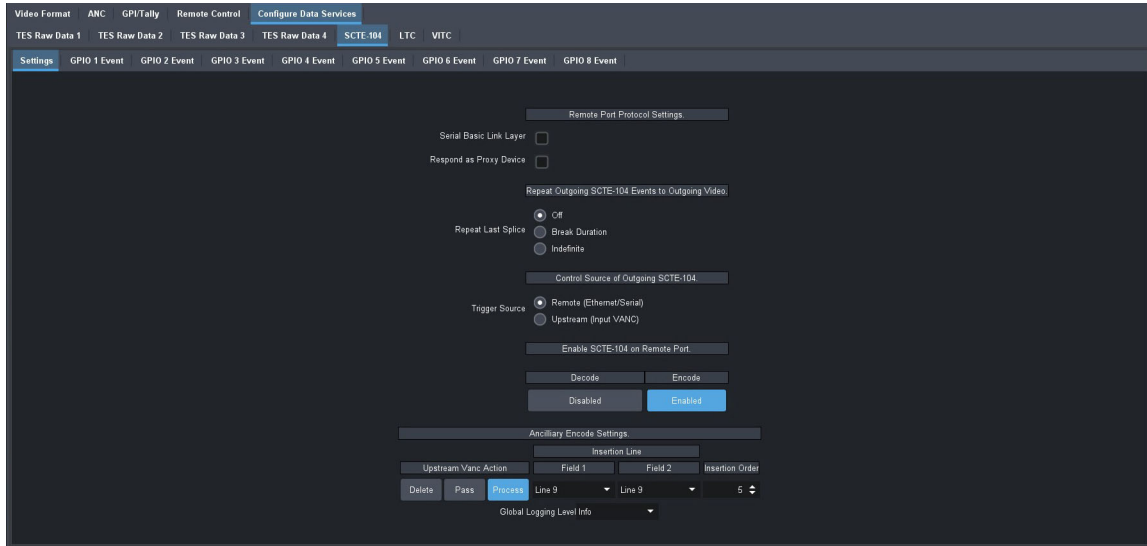 Video Format ANC GPI/Tally Remote Control Configure Data Services
TES Raw Data 1 TES Raw Data 2 TES Raw Data 3 TES Raw Data 4 SCTE-104 LTC VITC
Settings GPIO 1 Event GPIO 2 Event GPIO 3 Event GPIO 4 Event GPIO 5 Event GPIO 6 Event GPIO 7 Event GPIO 8 Event
Remote Port Protocol Settings.
Serial Basic Link Layer
Respond as Proxy Device
Repeat Outgoing SCTE-104 Events to Outgoing Video.
Off
Repeat Last Splice Break Duration
Indefinite
Control Source of Outgoing SCTE-104.
Trigger Source Remote (Ethernet/Serial)
Upstream (Input VANC)
Enable SCTE-104 on Remote Port.
Decode Encode
Disabled Enabled
Ancilliary Encode Settings.
Insertion Line
Upstream Vanc Action Field 1 Field 2 Insertion Order
Delete Pass Process Line 9 Line 9 5
Global Logging Level Info